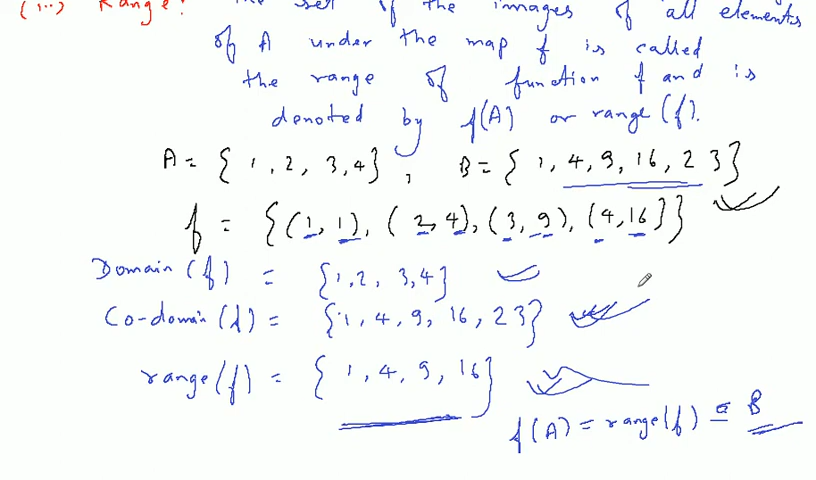 Range: The set of the images of all elements
of A under the map f is called
the range of function f and is
denoted by f(A) or range (f).
A = { 1, 2, 3, 4 } , B = { 1, 4, 9, 16, 23 }
f = {(1, 1), (2, 4), (3, 9), (4, 16)}
Domain (f) = {1, 2, 3, 4}
Co-domain (f) = {1, 4, 9, 16, 23}
range (f) = { 1, 4, 9, 16}
f(A) = range(f) ⊆ B